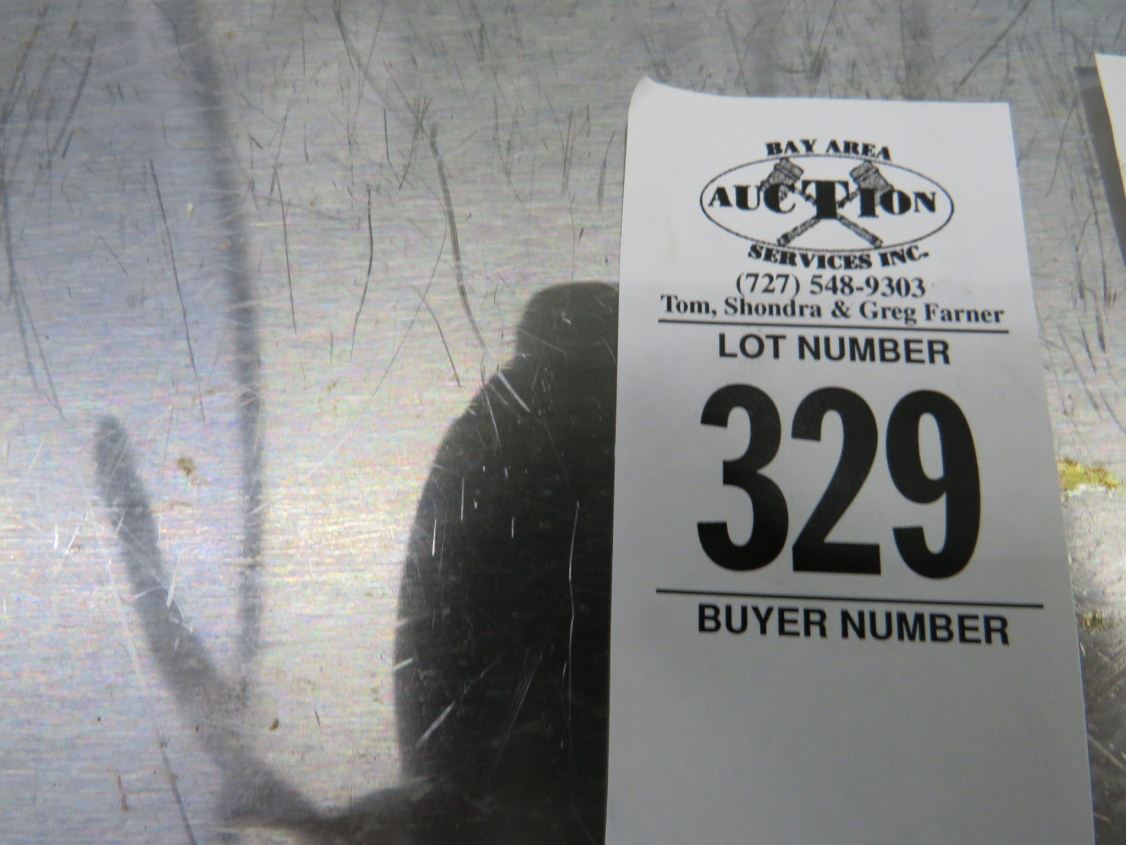 BAY AREA
AUCTION
SERVICES INC.
(727) 548-9303
Tom, Shondra & Greg Farner
LOT NUMBER
329
BUYER NUMBER